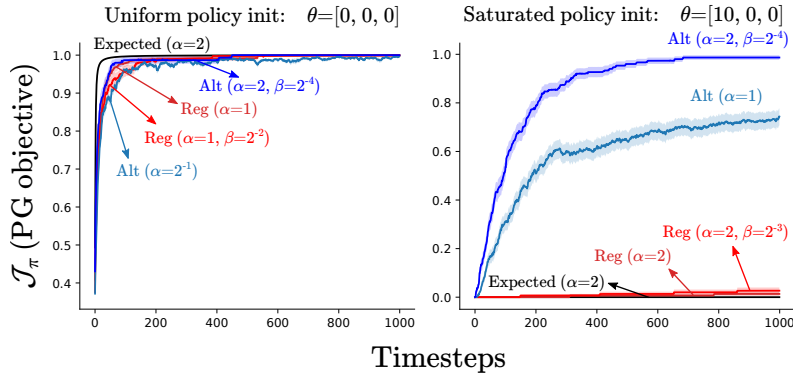 Uniform policy init: θ=[0, 0, 0]
Saturated policy init: θ=[10, 0, 0]
𝒥π (PG objective)
1.0
0.9
0.8
0.7
0.6
0.5
0.4
Expected (α=2)
Alt (α=2, β=2⁻⁴)
Reg (α=1)
Reg (α=1, β=2⁻²)
Alt (α=2⁻¹)
0
200
400
600
800
1000
1.0
0.8
0.6
0.4
0.2
0.0
Alt (α=2, β=2⁻⁴)
Alt (α=1)
Reg (α=2, β=2⁻³)
Reg (α=2)
Expected (α=2)
0
200
400
600
800
1000
Timesteps